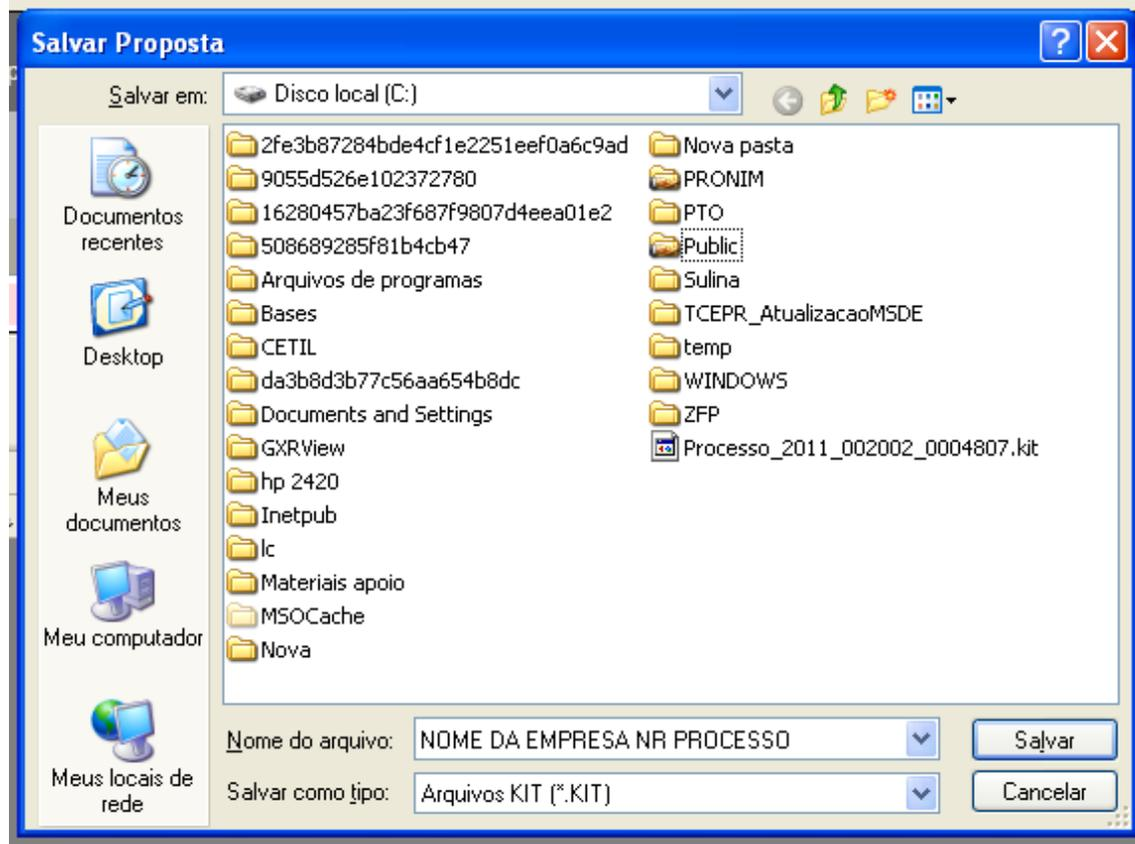 Salvar Proposta
Salvar em:
Disco local (C:)
Documentos
recentes
Desktop
Meus
documentos
Meu computador
Meus locais de
rede
2fe3b87284bde4cf1e2251eef0a6c9ad
9055d526e102372780
16280457ba23f687f9807d4eea01e2
508689285f81b4cb47
Arquivos de programas
Bases
CETIL
da3b8d3b77c56aa654b8dc
Documents and Settings
GXRView
hp 2420
Inetpub
lc
Materiais apoio
MSOCache
Nova
Nova pasta
PRONIM
PTO
Public
Sulina
TCEPR_AtualizacaoMSDE
temp
WINDOWS
ZFP
Processo_2011_002002_0004807.kit
Nome do arquivo:
NOME DA EMPRESA NR PROCESSO
Salvar
Salvar como tipo:
Arquivos KIT (*.KIT)
Cancelar